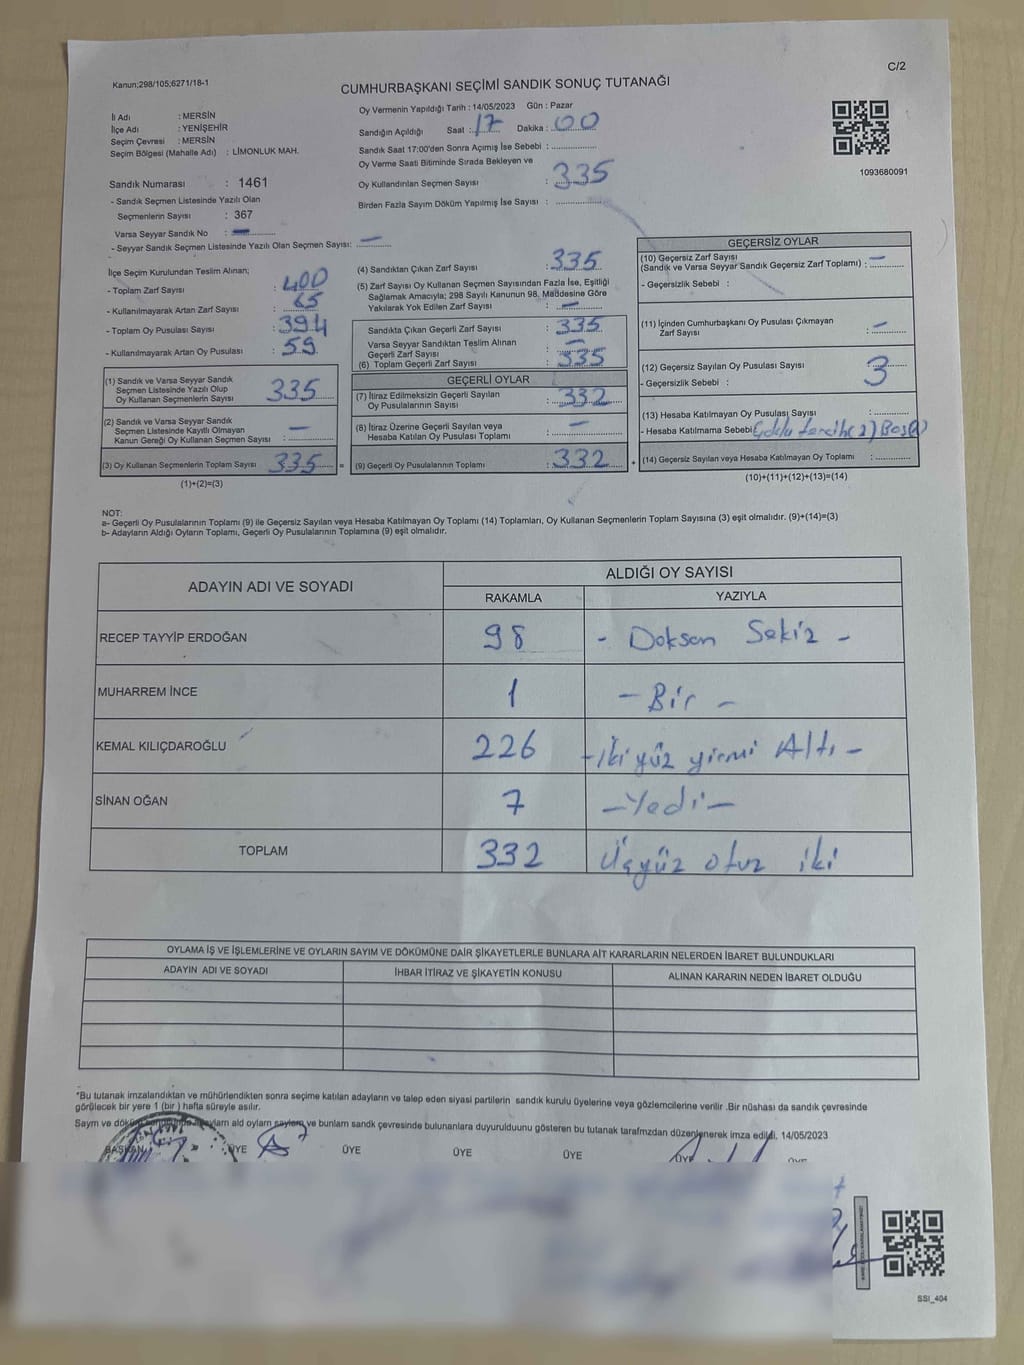 C/2
Kanun;298/105;6271/18-1
CUMHURBAŞKANI SEÇİMİ SANDIK SONUÇ TUTANAĞI
İl Adı : MERSİN
İlçe Adı : YENİŞEHİR
Seçim Çevresi : MERSİN
Seçim Bölgesi (Mahalle Adı) : LİMONLUK MAH.
Oy Vermenin Yapıldığı Tarih : 14/05/2023 Gün : Pazar
Sandığın Açıldığı Saat : 17 Dakika : 00
Sandık Saat 17:00'den Sonra Açımış İse Sebebi :
Oy Verme Saati Bitiminde Sırada Bekleyen ve
Oy Kullandırılan Seçmen Sayısı : 335
Birden Fazla Sayım Döküm Yapılmış İse Sayısı :
1093680091
Sandık Numarası : 1461
- Sandık Seçmen Listesinde Yazılı Olan
Seçmenlerin Sayısı : 367
Varsa Seyyar Sandık No : -
- Seyyar Sandık Seçmen Listesinde Yazılı Olan Seçmen Sayısı: -
İlçe Seçim Kurulundan Teslim Alınan;
- Toplam Zarf Sayısı : 400
- Kullanılmayarak Artan Zarf Sayısı : 65
- Toplam Oy Pusulası Sayısı : 394
- Kullanılmayarak Artan Oy Pusulası : 59
(1) Sandık ve Varsa Seyyar Sandık
Seçmen Listesinde Yazılı Olup
Oy Kullanan Seçmenlerin Sayısı 335
(2) Sandık ve Varsa Seyyar Sandık
Seçmen Listesinde Kayıtlı Olmayan
Kanun Gereği Oy Kullanan Seçmen Sayısı : -
(3) Oy Kullanan Seçmenlerin Toplam Sayısı 335 =
(1)+(2)=(3)
(4) Sandıktan Çıkan Zarf Sayısı : 335
(5) Zarf Sayısı Oy Kullanan Seçmen Sayısından Fazla İse, Eşitliği
Sağlamak Amacıyla; 298 Sayılı Kanunun 98. Maddesine Göre
Yakılarak Yok Edilen Zarf Sayısı : -
Sandıkta Çıkan Geçerli Zarf Sayısı : 335
Varsa Seyyar Sandıktan Teslim Alınan
Geçerli Zarf Sayısı : -
(6) Toplam Geçerli Zarf Sayısı : 335
GEÇERLİ OYLAR
(7) İtiraz Edilmeksizin Geçerli Sayılan
Oy Pusulalarının Sayısı : 332
(8) İtiraz Üzerine Geçerli Sayılan veya
Hesaba Katılan Oy Pusulası Toplamı : -
(9) Geçerli Oy Pusulalarının Toplamı : 332 +
GEÇERSİZ OYLAR
(10) Geçersiz Zarf Sayısı
(Sandık ve Varsa Seyyar Sandık Geçersiz Zarf Toplamı) : -
- Geçersizlik Sebebi :
(11) İçinden Cumhurbaşkanı Oy Pusulası Çıkmayan
Zarf Sayısı : -
(12) Geçersiz Sayılan Oy Pusulası Sayısı : 3
- Geçersizlik Sebebi :
(13) Hesaba Katılmayan Oy Pusulası Sayısı :
- Hesaba Katılmama Sebebi Çoklu tercih(2) Boş(1)
(14) Geçersiz Sayılan veya Hesaba Katılmayan Oy Toplamı :
(10)+(11)+(12)+(13)=(14)
NOT:
a- Geçerli Oy Pusulalarının Toplamı (9) ile Geçersiz Sayılan veya Hesaba Katılmayan Oy Toplamı (14) Toplamları, Oy Kullanan Seçmenlerin Toplam Sayısına (3) eşit olmalıdır. (9)+(14)=(3)
b- Adayların Aldığı Oyların Toplamı, Geçerli Oy Pusulalarının Toplamına (9) eşit olmalıdır.
ADAYIN ADI VE SOYADI ALDIĞI OY SAYISI
RAKAMLA YAZIYLA
RECEP TAYYİP ERDOĞAN 98 - Doksan Sekiz -
MUHARREM İNCE 1 - Bir -
KEMAL KILIÇDAROĞLU 226 - İki yüz yirmi Altı -
SİNAN OĞAN 7 - Yedi -
TOPLAM 332 Üçyüz otuz iki
OYLAMA İŞ VE İŞLEMLERİNE VE OYLARIN SAYIM VE DÖKÜMÜNE DAİR ŞİKAYETLERLE BUNLARA AİT KARARLARIN NELERDEN İBARET BULUNDUKLARI
ADAYIN ADI VE SOYADI İHBAR İTİRAZ VE ŞİKAYETİN KONUSU ALINAN KARARIN NEDEN İBARET OLDUĞU
*Bu tutanak imzalandıktan ve mühürlendikten sonra seçime katılan adayların ve talep eden siyasi partilerin sandık kurulu üyelerine veya gözlemcilerine verilir .Bir nüshası da sandık çevresinde
görülecek bir yere 1 (bir ) hafta süreyle asılır.
Sayım ve döküm ald oylam ve bunlarn sandk çevresinde bulunanlara duyurulduunu gösteren bu tutanak tarafmzdan düzenlenerek imza edildi, 14/05/2023
BAŞKAN ÜYE ÜYE ÜYE ÜYE ÜYE
SSI_404